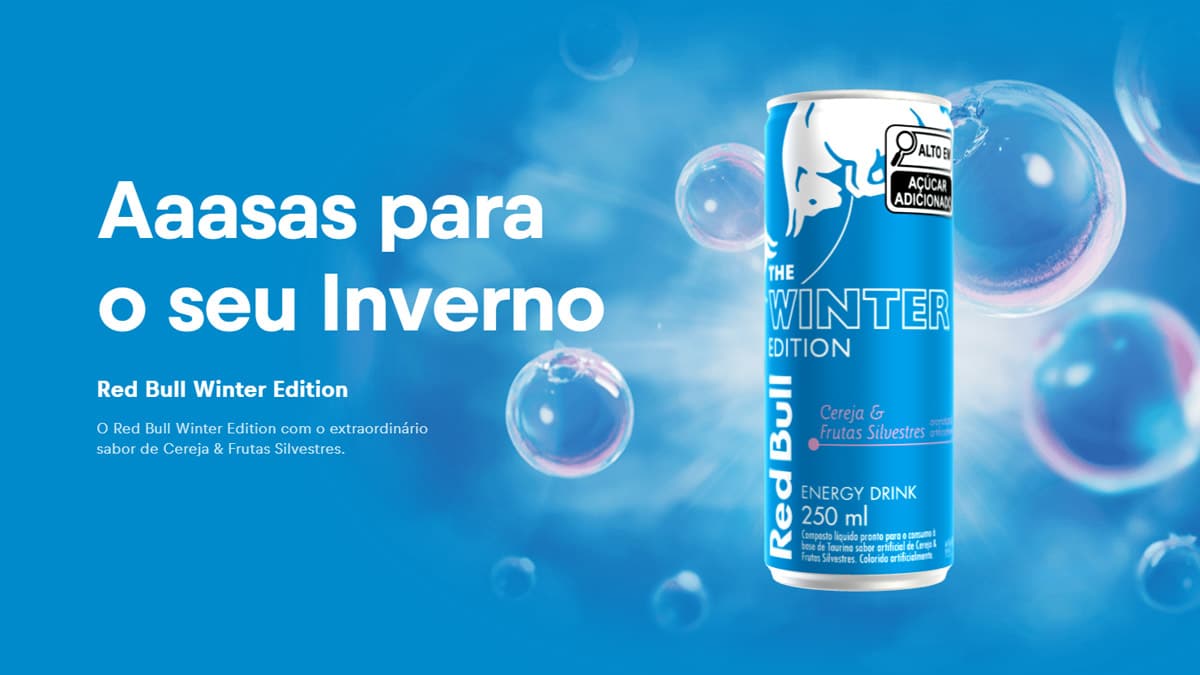 Aaasas para
o seu Inverno
Red Bull Winter Edition
O Red Bull Winter Edition com o extraordinário
sabor de Cereja & Frutas Silvestres.
ALTO EM
AÇÚCAR
ADICIONADO
THE
WINTER
EDITION
Red Bull
Cereja &
Frutas Silvestres
ENERGY DRINK
250 ml
Composto líquido pronto para o consumo à
base de Taurina sabor artificial de Cereja &
Frutas Silvestres. Colorido artificialmente.